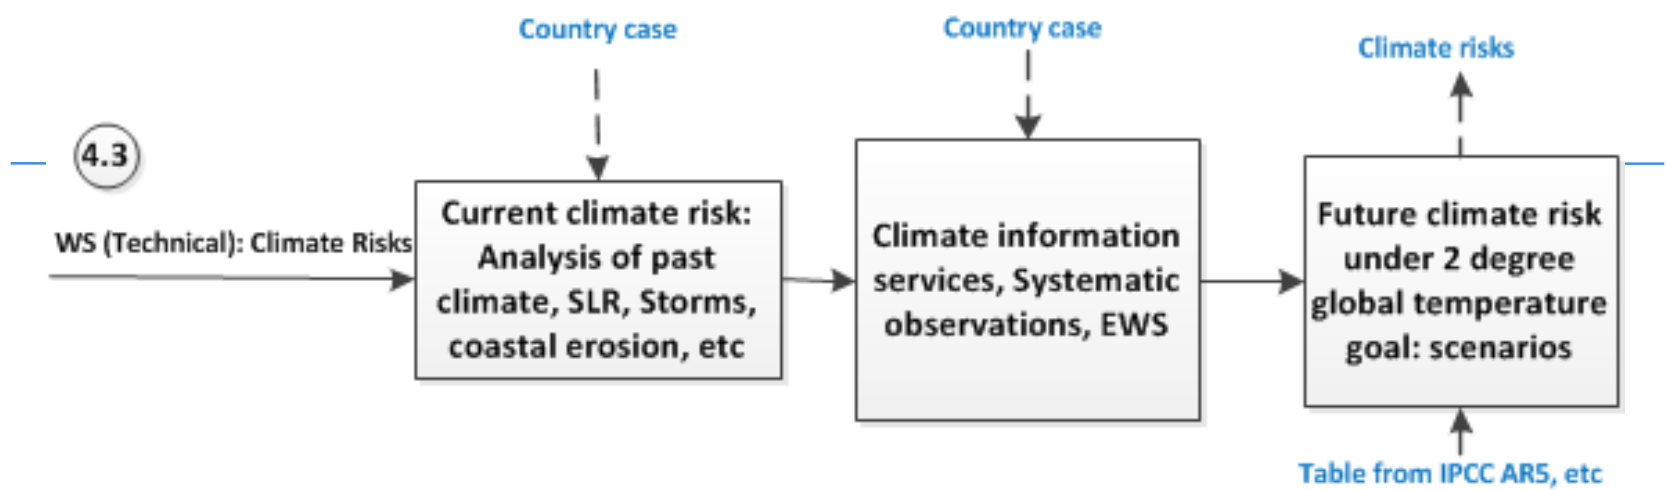 Country case
Country case
Climate risks
4.3
WS (Technical): Climate Risks
Current climate risk:
Analysis of past
climate, SLR, Storms,
coastal erosion, etc
Climate information
services, Systematic
observations, EWS
Future climate risk
under 2 degree
global temperature
goal: scenarios
Table from IPCC AR5, etc